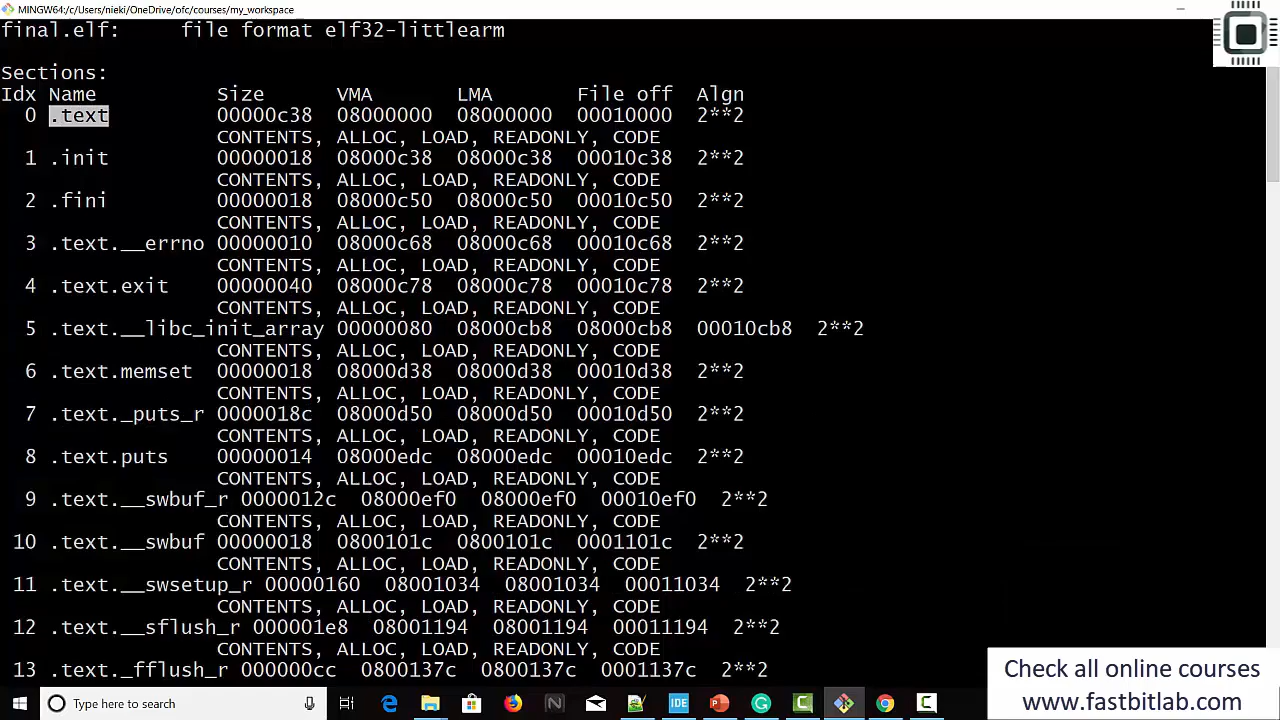 MINGW64:/c/Users/nieki/OneDrive/ofc/courses/my_workspace
final.elf:     file format elf32-littlearm
Sections:
Idx Name          Size      VMA       LMA       File off  Algn
  0 .text         00000c38  08000000  08000000  00010000  2**2
                  CONTENTS, ALLOC, LOAD, READONLY, CODE
  1 .init         00000018  08000c38  08000c38  00010c38  2**2
                  CONTENTS, ALLOC, LOAD, READONLY, CODE
  2 .fini         00000018  08000c50  08000c50  00010c50  2**2
                  CONTENTS, ALLOC, LOAD, READONLY, CODE
  3 .text.__errno 00000010  08000c68  08000c68  00010c68  2**2
                  CONTENTS, ALLOC, LOAD, READONLY, CODE
  4 .text.exit    00000040  08000c78  08000c78  00010c78  2**2
                  CONTENTS, ALLOC, LOAD, READONLY, CODE
  5 .text.__libc_init_array 00000080  08000cb8  08000cb8  00010cb8  2**2
                  CONTENTS, ALLOC, LOAD, READONLY, CODE
  6 .text.memset  00000018  08000d38  08000d38  00010d38  2**2
                  CONTENTS, ALLOC, LOAD, READONLY, CODE
  7 .text._puts_r 0000018c  08000d50  08000d50  00010d50  2**2
                  CONTENTS, ALLOC, LOAD, READONLY, CODE
  8 .text.puts    00000014  08000edc  08000edc  00010edc  2**2
                  CONTENTS, ALLOC, LOAD, READONLY, CODE
  9 .text.__swbuf_r 0000012c  08000ef0  08000ef0  00010ef0  2**2
                  CONTENTS, ALLOC, LOAD, READONLY, CODE
 10 .text.__swbuf 00000018  0800101c  0800101c  0001101c  2**2
                  CONTENTS, ALLOC, LOAD, READONLY, CODE
 11 .text.__swsetup_r 00000160  08001034  08001034  00011034  2**2
                  CONTENTS, ALLOC, LOAD, READONLY, CODE
 12 .text.__sflush_r 000001e8  08001194  08001194  00011194  2**2
                  CONTENTS, ALLOC, LOAD, READONLY, CODE
 13 .text._fflush_r 000000cc  0800137c  0800137c  0001137c  2**2
Check all online courses
www.fastbitlab.com
Type here to search
IDE